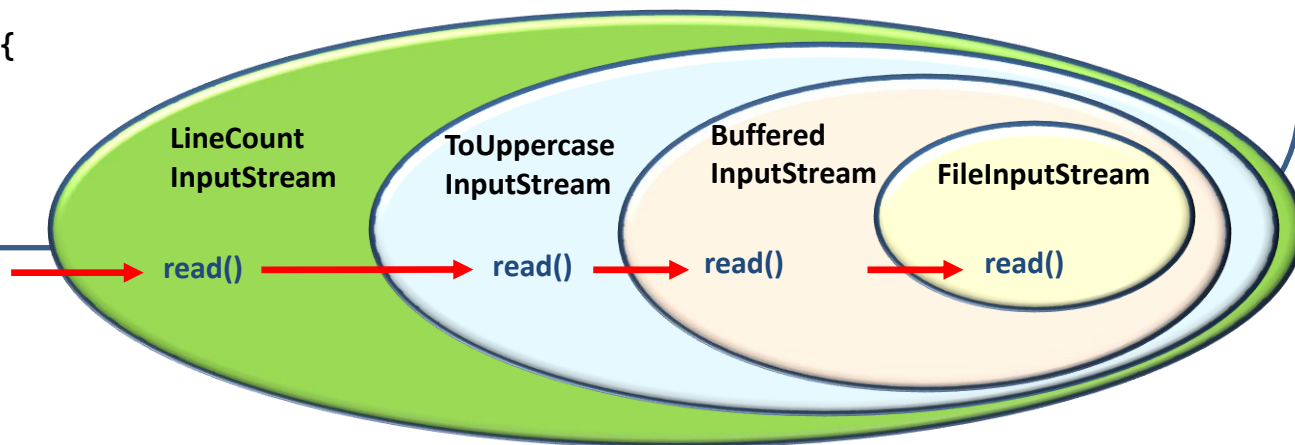 {
LineCount
InputStream
ToUppercase
InputStream
Buffered
InputStream
FileInputStream
read()
read()
read()
read()